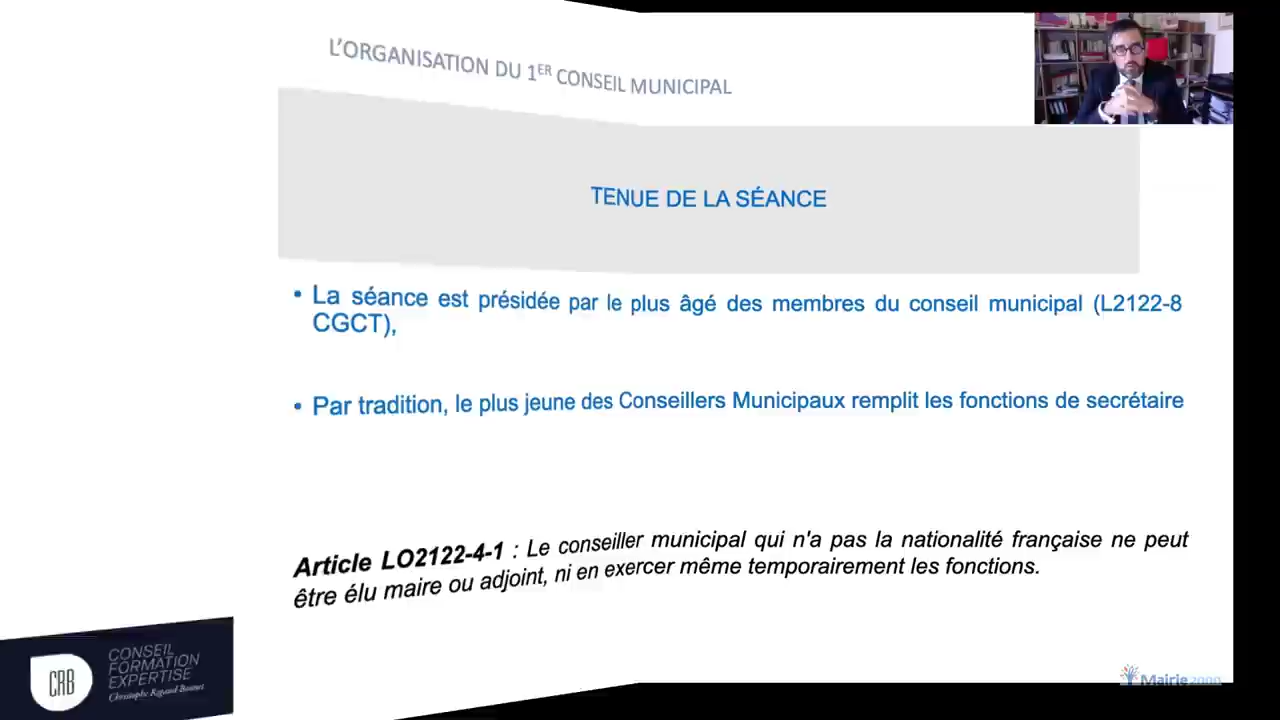 L'ORGANISATION DU 1ER CONSEIL MUNICIPAL
TENUE DE LA SÉANCE
• La séance est présidée par le plus âgé des membres du conseil municipal (L2122-8
CGCT),
• Par tradition, le plus jeune des Conseillers Municipaux remplit les fonctions de secrétaire
Article LO2122-4-1 : Le conseiller municipal qui n'a pas la nationalité française ne peut
être élu maire ou adjoint, ni en exercer même temporairement les fonctions.
CRB
CONSEIL
FORMATION
EXPERTISE
Christophe Rigaud Bonnet
Mairie2000